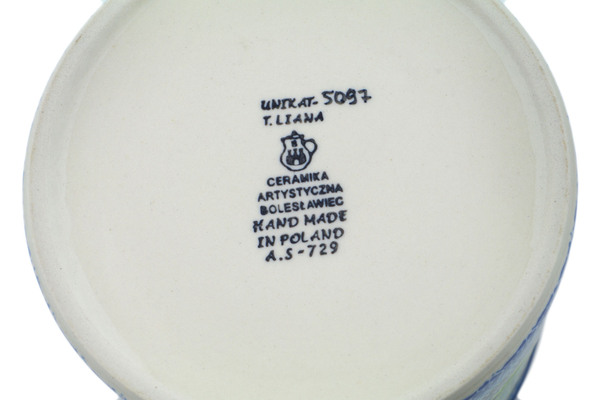 UNIKAT-5097
T. LIANA
CERAMIKA
ARTYSTYCZNA
BOLESŁAWIEC
HAND MADE
IN POLAND
A.S-729